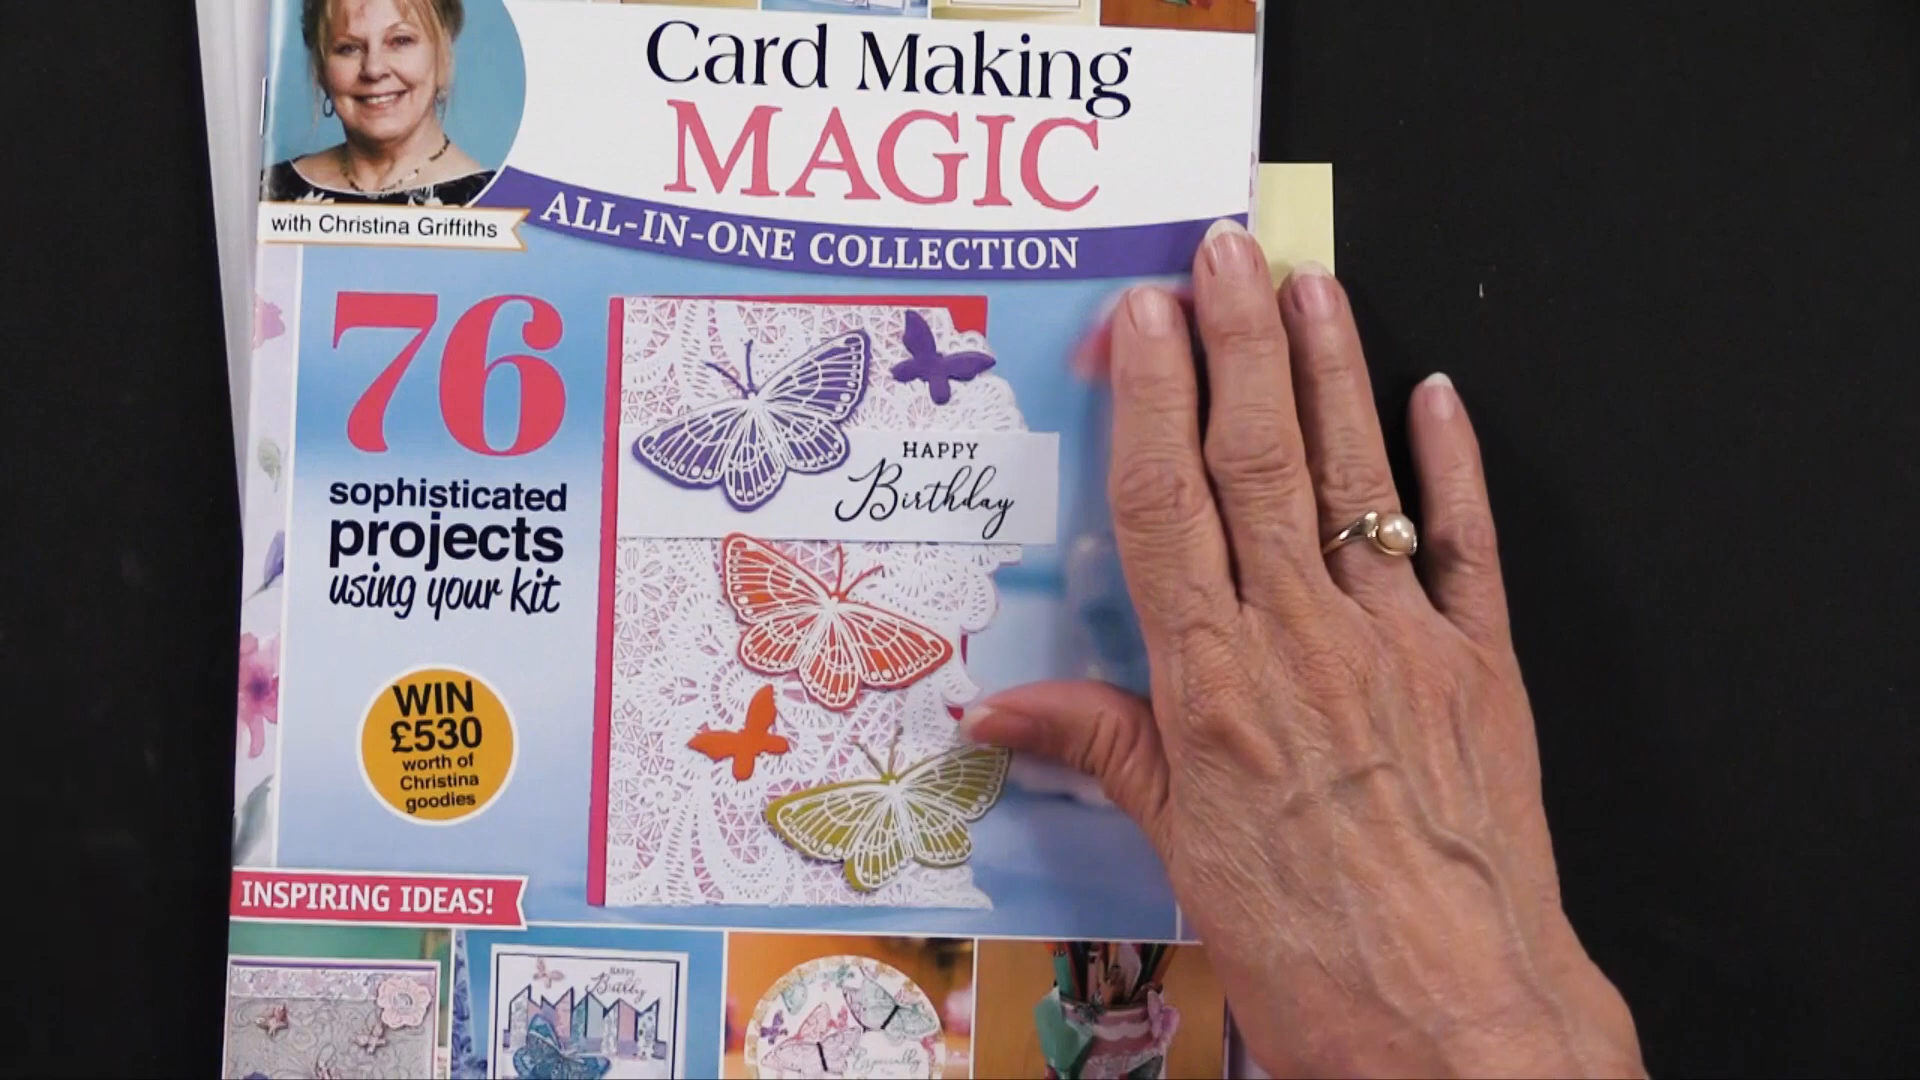 Card Making
MAGIC
with Christina Griffiths
ALL-IN-ONE COLLECTION
76
sophisticated
projects
using your kit
HAPPY
Birthday
WIN
£530
worth of
Christina
goodies
INSPIRING IDEAS!
HAPPY
Birthday
Especially